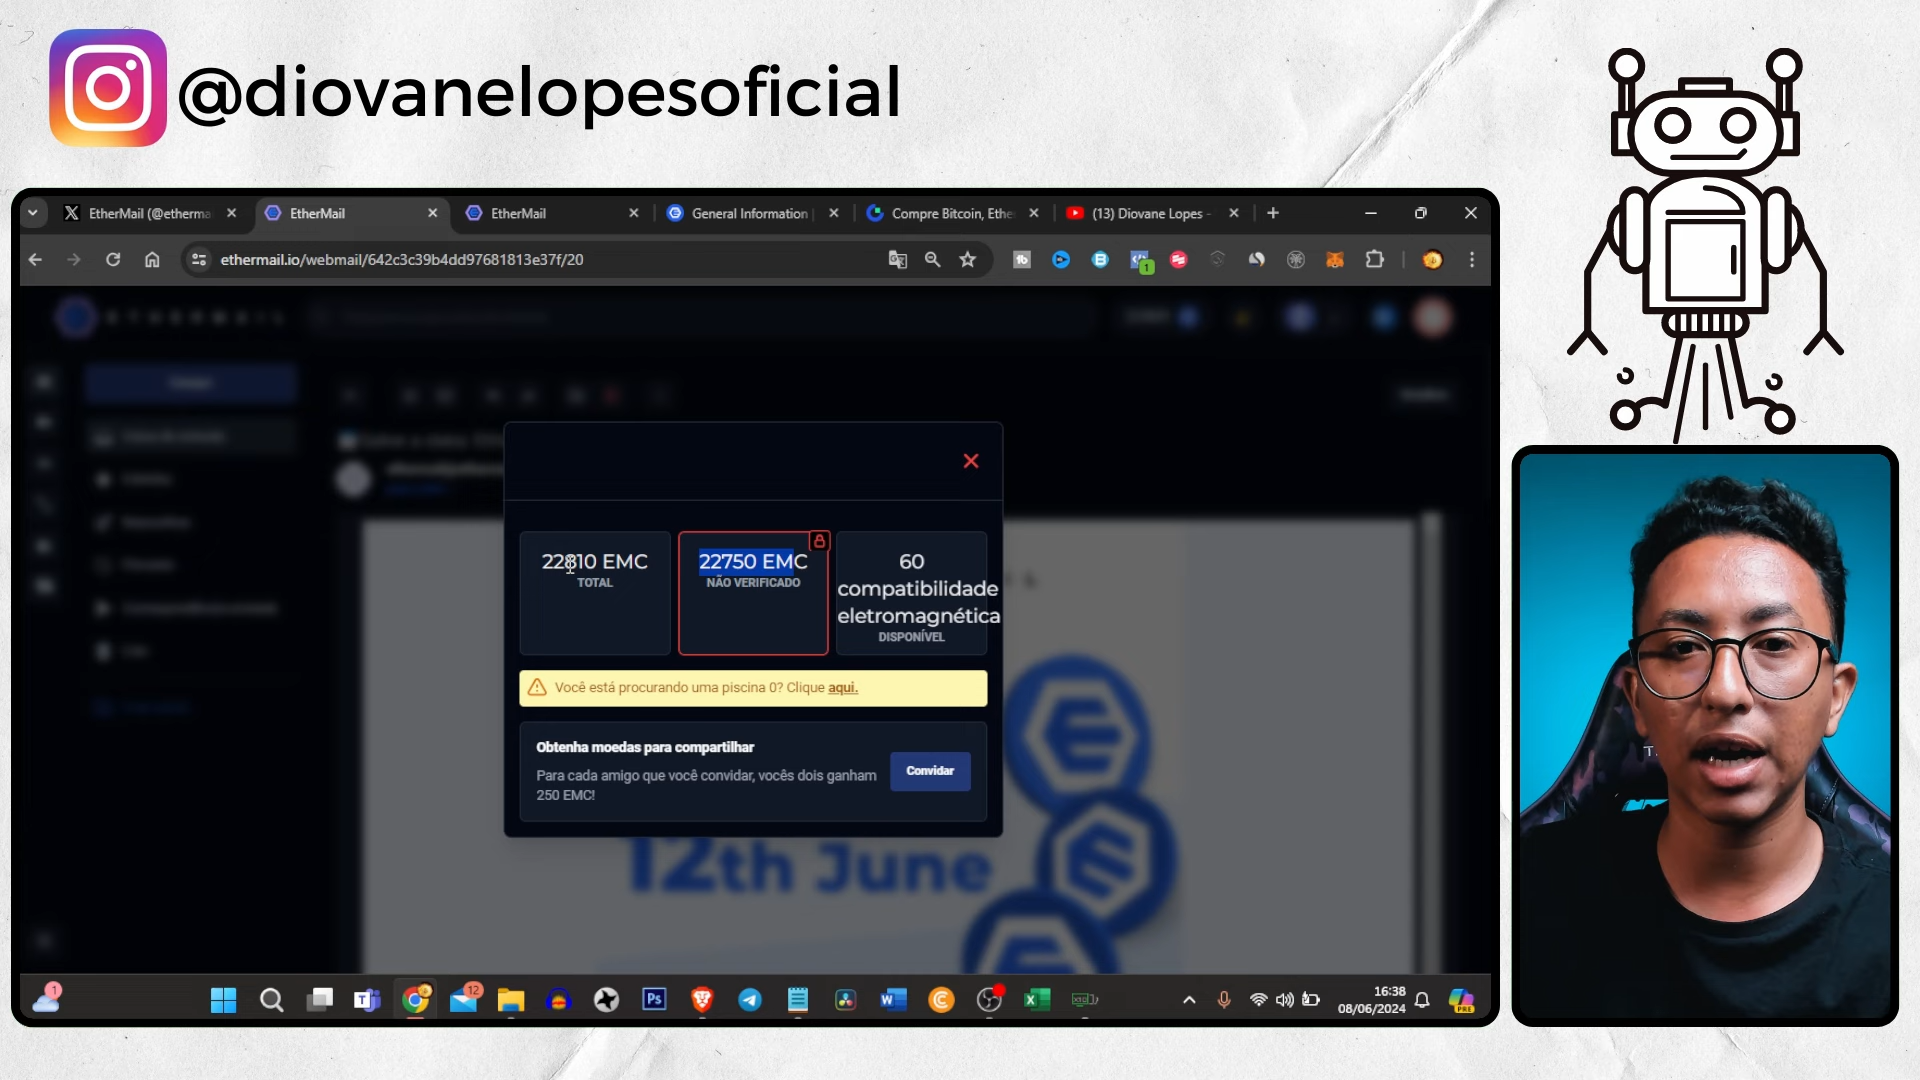 @diovanelopesoficial
EtherMail (@etherma
EtherMail
EtherMail
General Information
Compre Bitcoin, Ethe
(13) Diovane Lopes -
ethermail.io/webmail/642c3c39b4dd97681813e37f/20
22810 EMC
TOTAL
22750 EMC
NÃO VERIFICADO
60
compatibilidade
eletromagnética
DISPONÍVEL
Você está procurando uma piscina 0? Clique aqui.
Obtenha moedas para compartilhar
Para cada amigo que você convidar, vocês dois ganham
250 EMC!
Convidar
12th June
16:38
08/06/2024